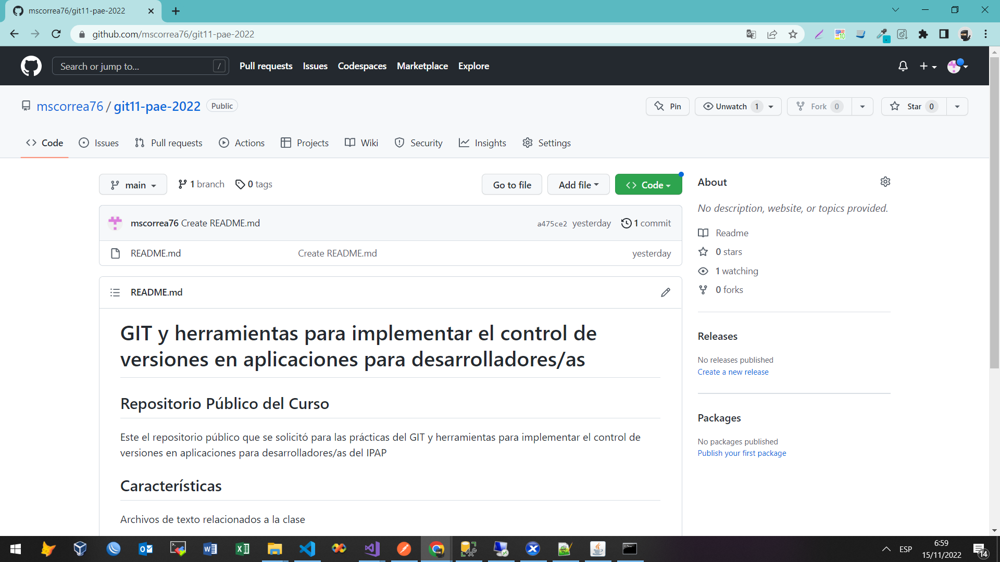 mscorrea76/git11-pae-2022
github.com/mscorrea76/git11-pae-2022
Search or jump to... /
Pull requests Issues Codespaces Marketplace Explore
mscorrea76 / git11-pae-2022 Public
Pin Unwatch 1 Fork 0 Star 0
Code Issues Pull requests Actions Projects Wiki Security Insights Settings
main 1 branch 0 tags Go to file Add file Code
mscorrea76 Create README.md a475ce2 yesterday 1 commit
README.md Create README.md yesterday
README.md
GIT y herramientas para implementar el control de
versiones en aplicaciones para desarrolladores/as
Repositorio Público del Curso
Este el repositorio público que se solicitó para las prácticas del GIT y herramientas para implementar el control de
versiones en aplicaciones para desarrolladores/as del IPAP
Características
Archivos de texto relacionados a la clase
About
No description, website, or topics provided.
Readme
0 stars
1 watching
0 forks
Releases
No releases published
Create a new release
Packages
No packages published
Publish your first package
ESP
6:59
15/11/2022
14